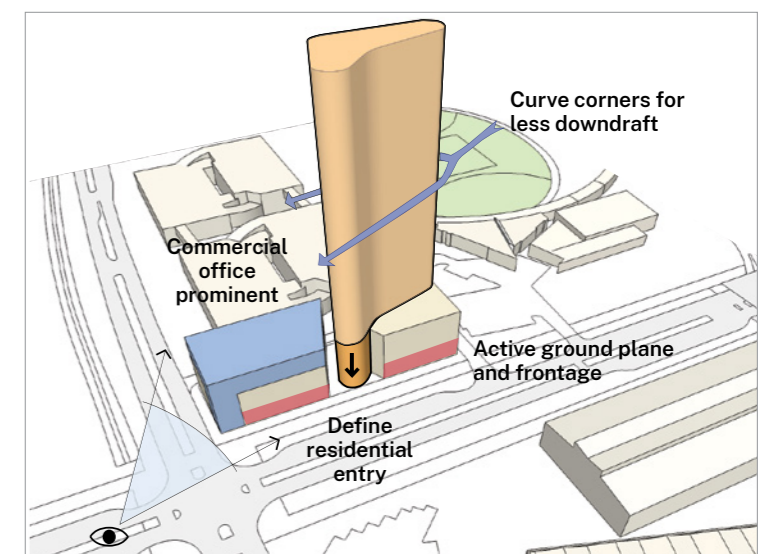 Curve corners for
less downdraft
Commercial
office
prominent
Active ground plane
and frontage
Define
residential
entry